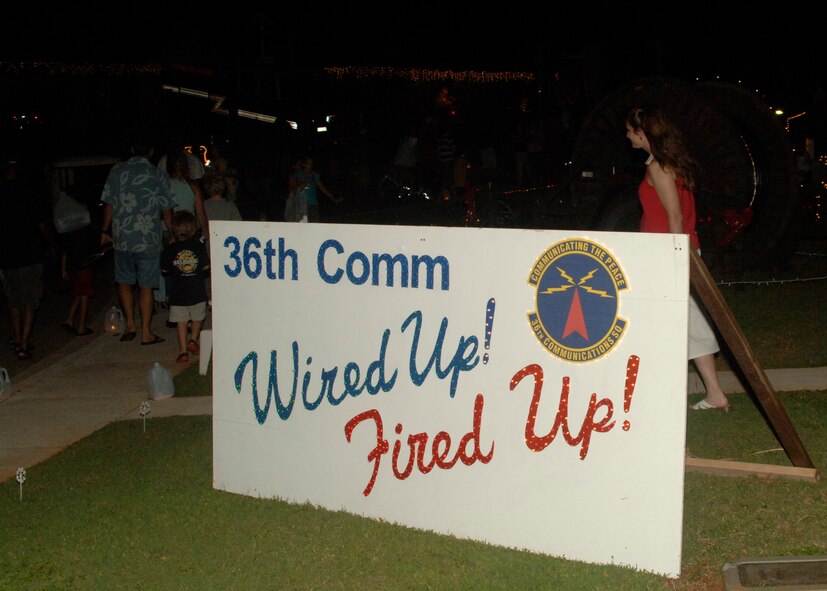 36th Comm
COMMUNICATING THE PEACE
36TH COMMUNICATIONS SQ
Wired Up!
Fired Up!